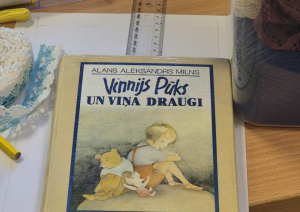 ALANS ALEKSANDRS MILNS
Vinnijs Pūks
UN VIŅA DRAUGI